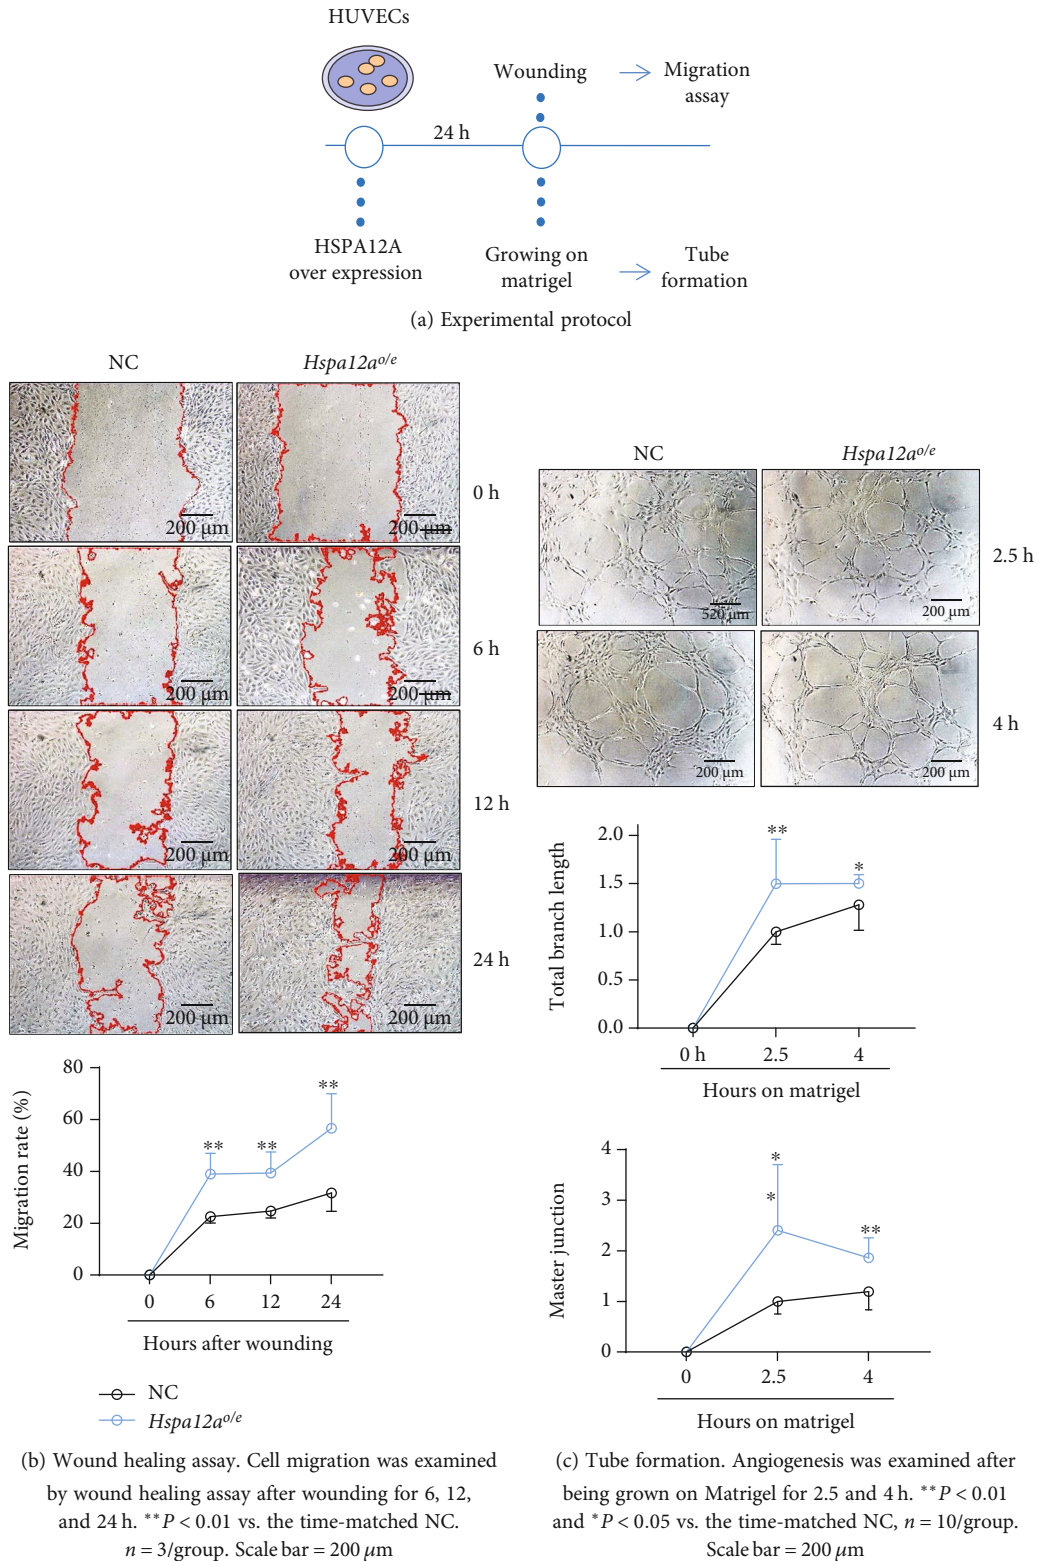 HUVECs
Wounding
Migration
assay
24 h
HSPA12A
over expression
Growing on
matrigel
Tube
formation
(a) Experimental protocol
NC
Hspa12a^o/e
200 μm
200 μm
0 h
200 μm
200 μm
6 h
200 μm
200 μm
12 h
200 μm
200 μm
24 h
80
60
40
20
0
Migration rate (%)
** ** **
0 6 12 24
Hours after wounding
NC
Hspa12a^o/e
(b) Wound healing assay. Cell migration was examined
by wound healing assay after wounding for 6, 12,
and 24 h. **P < 0.01 vs. the time-matched NC.
n = 3/group. Scale bar = 200 μm
NC
Hspa12a^o/e
520 μm
200 μm
2.5 h
200 μm
200 μm
4 h
2.0
1.5
1.0
0.5
0.0
Total branch length
** *
0 h 2.5 4
Hours on matrigel
4
3
2
1
0
Master junction
*
*
**
0 2.5 4
Hours on matrigel
(c) Tube formation. Angiogenesis was examined after
being grown on Matrigel for 2.5 and 4 h. **P < 0.01
and *P < 0.05 vs. the time-matched NC, n = 10/group.
Scale bar = 200 μm